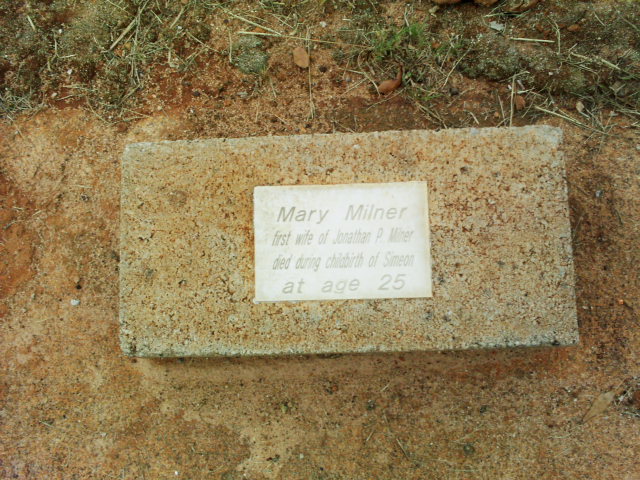 Mary Milner
first wife of Jonathan P. Milner
died during childbirth of Simeon
at age 25